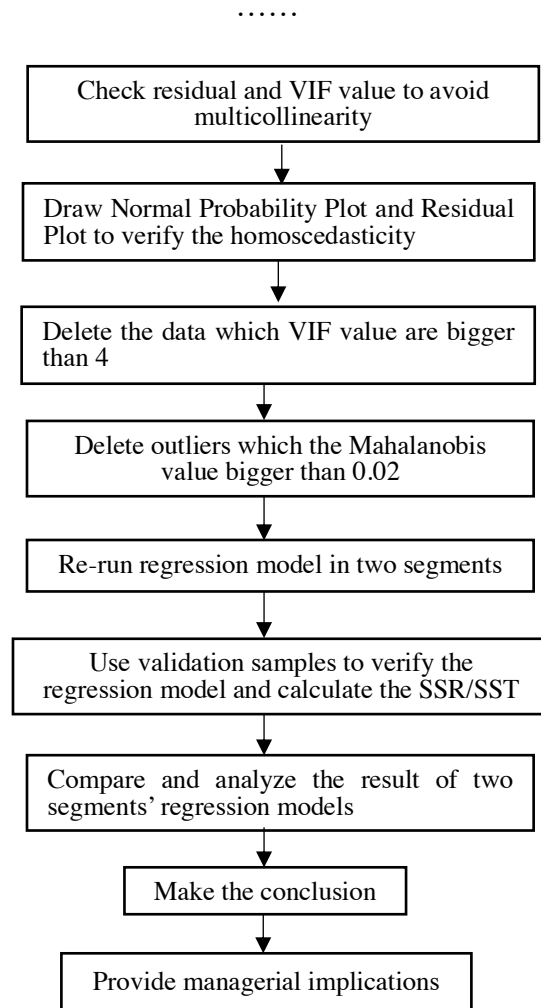 ……
Check residual and VIF value to avoid
multicollinearity
Draw Normal Probability Plot and Residual
Plot to verify the homoscedasticity
Delete the data which VIF value are bigger
than 4
Delete outliers which the Mahalanobis
value bigger than 0.02
Re-run regression model in two segments
Use validation samples to verify the
regression model and calculate the SSR/SST
Compare and analyze the result of two
segments’ regression models
Make the conclusion
Provide managerial implications